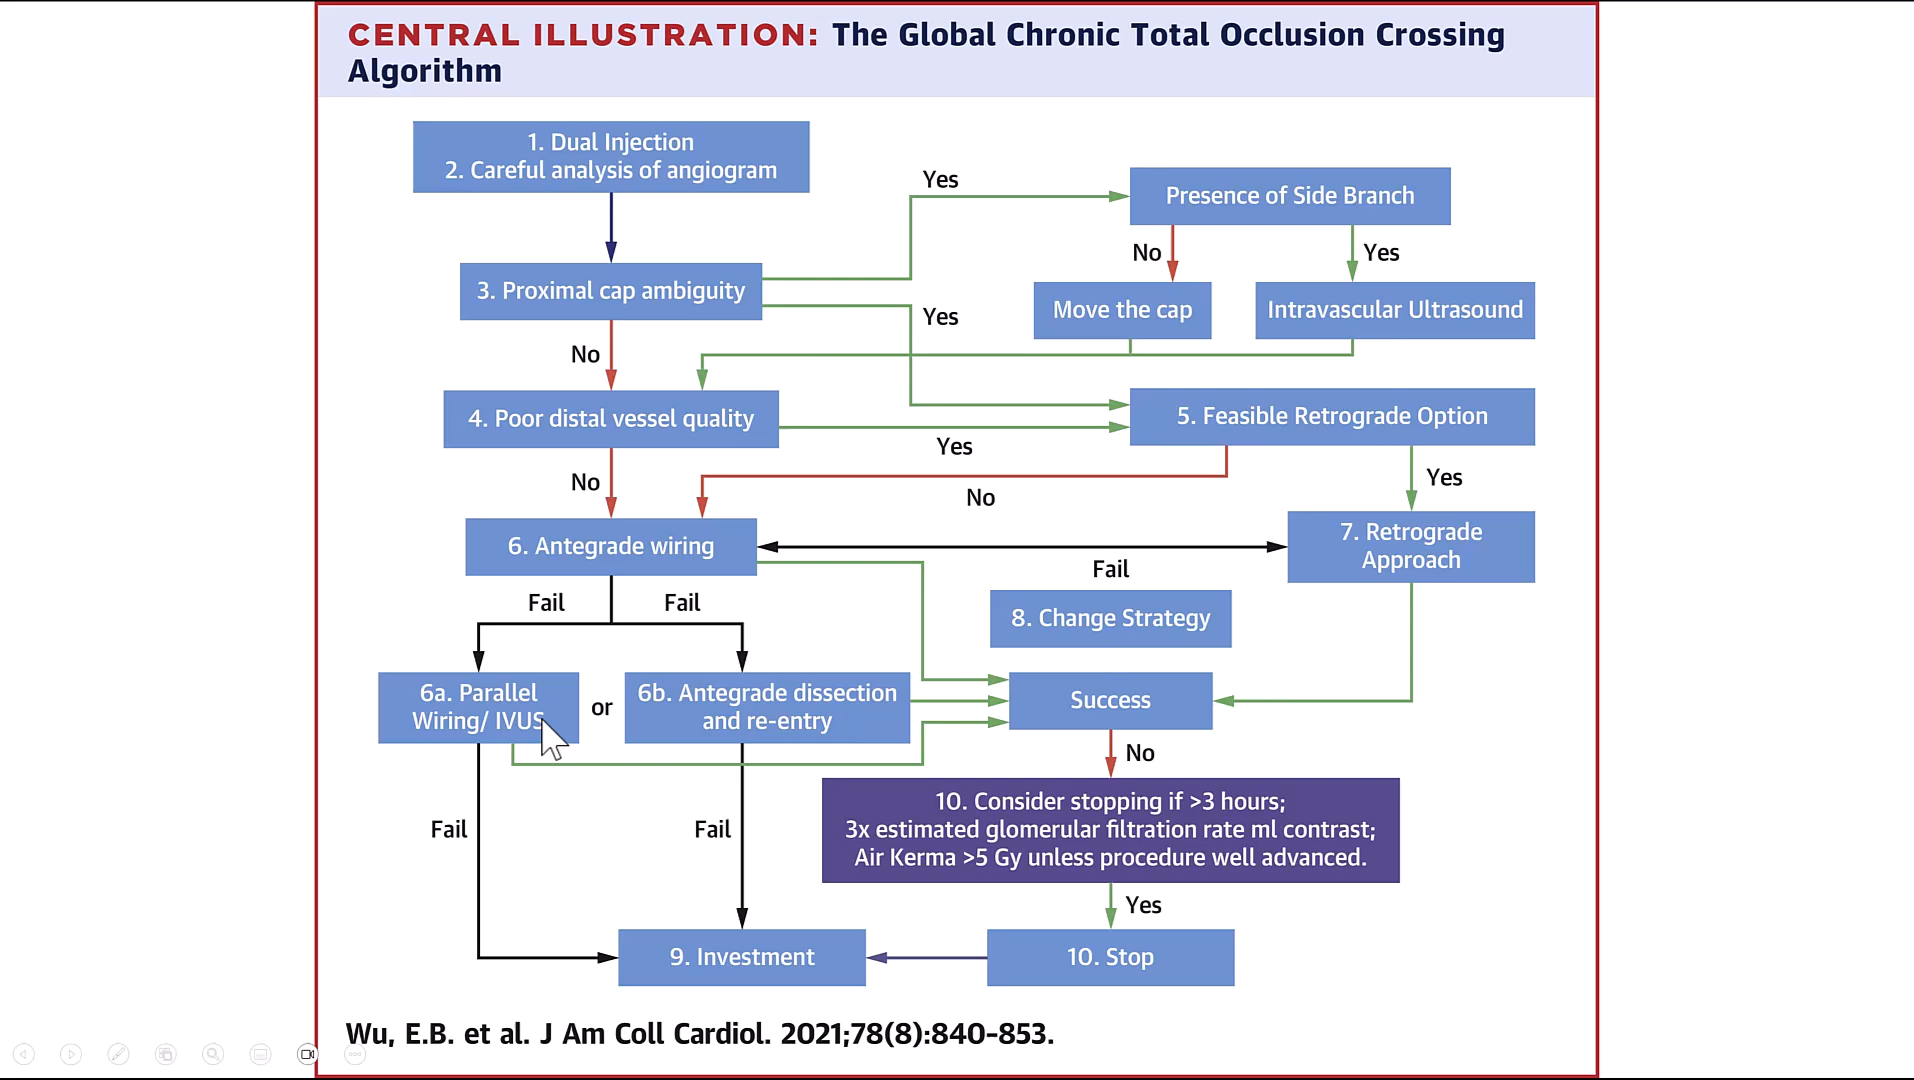 CENTRAL ILLUSTRATION: The Global Chronic Total Occlusion Crossing
Algorithm
1. Dual Injection
2. Careful analysis of angiogram
Yes
Presence of Side Branch
No
Yes
3. Proximal cap ambiguity
Move the cap
Intravascular Ultrasound
Yes
No
4. Poor distal vessel quality
5. Feasible Retrograde Option
Yes
No
No
Yes
6. Antegrade wiring
7. Retrograde
Approach
Fail
Fail
Fail
8. Change Strategy
6a. Parallel
Wiring/ IVUS
or
6b. Antegrade dissection
and re-entry
Success
No
10. Consider stopping if >3 hours;
3x estimated glomerular filtration rate ml contrast;
Air Kerma >5 Gy unless procedure well advanced.
Fail
Fail
Yes
9. Investment
10. Stop
Wu, E.B. et al. J Am Coll Cardiol. 2021;78(8):840-853.